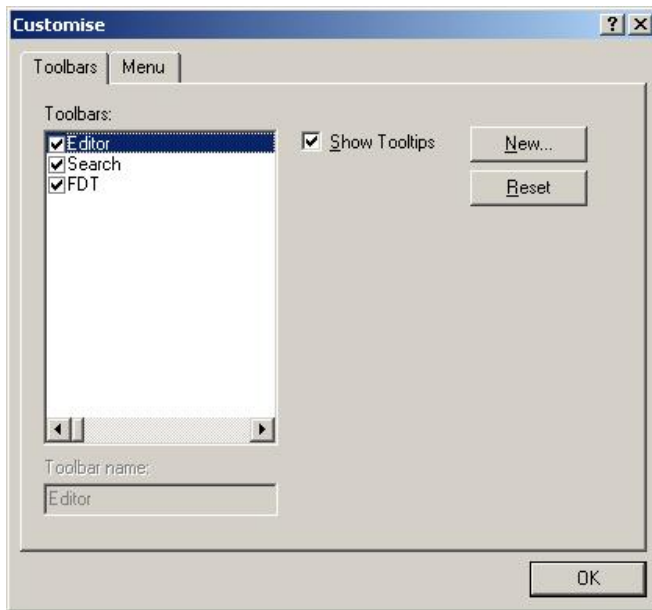 Customise
Toolbars Menu
Toolbars:
Editor
Search
FDT
Show Tooltips
New...
Reset
Toolbar name:
Editor
OK